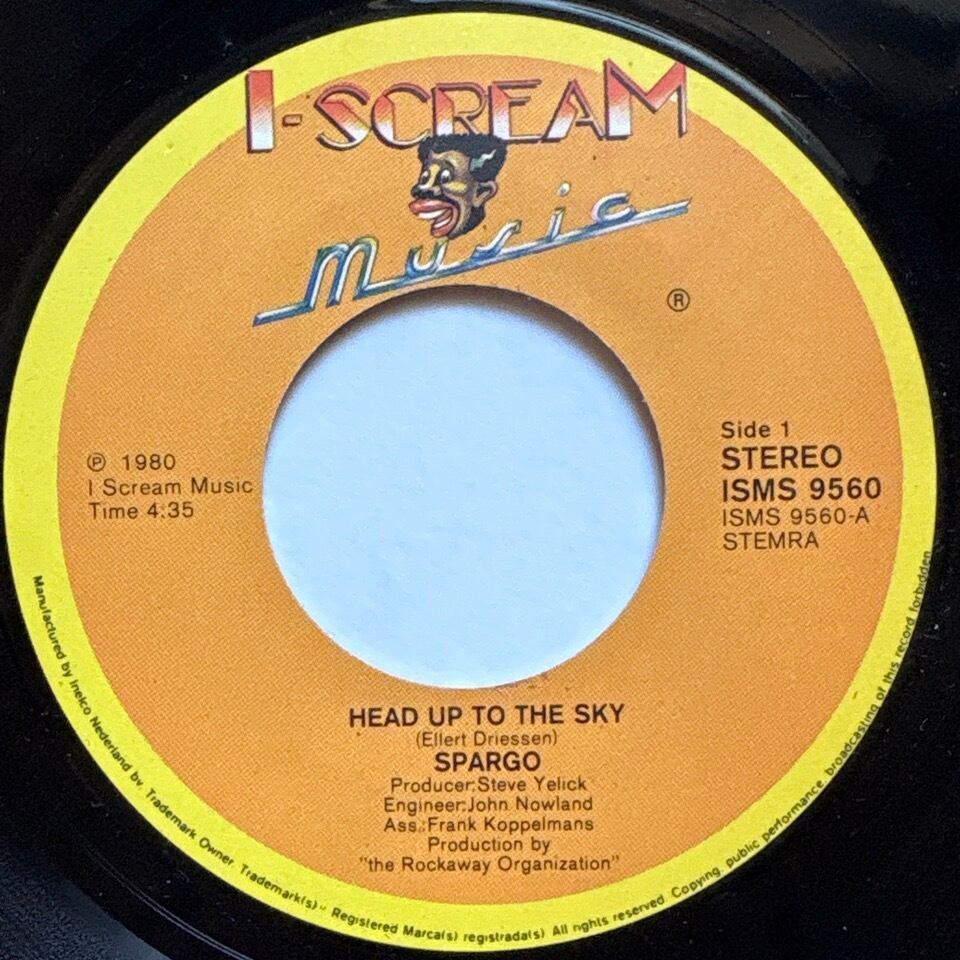 I-SCREAM
Music
®
℗ 1980
I Scream Music
Time 4:35
Side 1
STEREO
ISMS 9560
ISMS 9560-A
STEMRA
HEAD UP TO THE SKY
(Ellert Driessen)
SPARGO
Producer:Steve Yelick
Engineer:John Nowland
Ass.:Frank Koppelmans
Production by
"the Rockaway Organization"
Manufactured by Inelco Nederland bv. Trademark Owner. Trademark(s) - Registered Marca(s) registrada(s) All rights reserved. Copying, public performance, broadcasting of this record forbidden